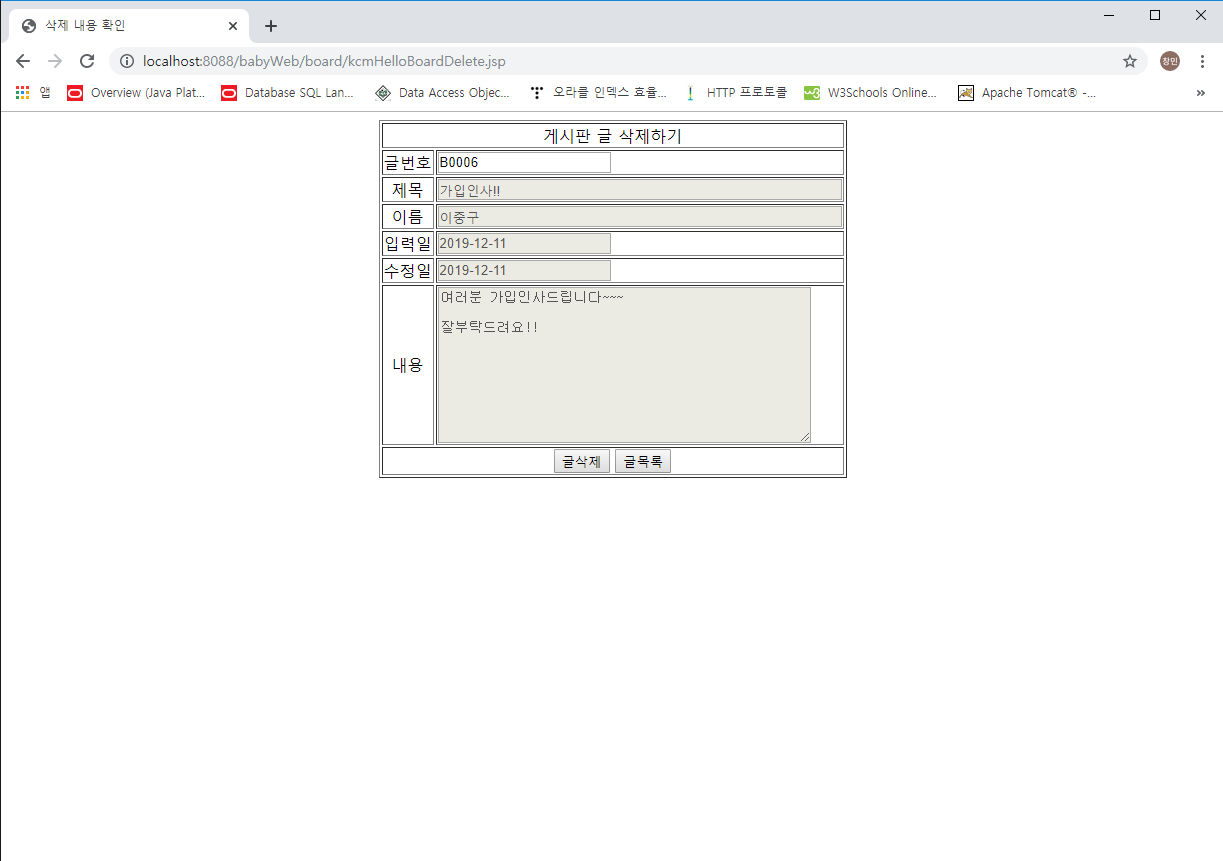 삭제 내용 확인
localhost:8088/babyWeb/board/kcmHelloBoardDelete.jsp
창민
앱 Overview (Java Plat... Database SQL Lan... Data Access Objec... 오라클 인덱스 효율... HTTP 프로토콜 W3Schools Online... Apache Tomcat® -...
게시판 글 삭제하기
글번호 B0006
제목 가입인사!!
이름 이중구
입력일 2019-12-11
수정일 2019-12-11
내용 여러분 가입인사드립니다~~~
잘부탁드려요!!
글삭제 글목록